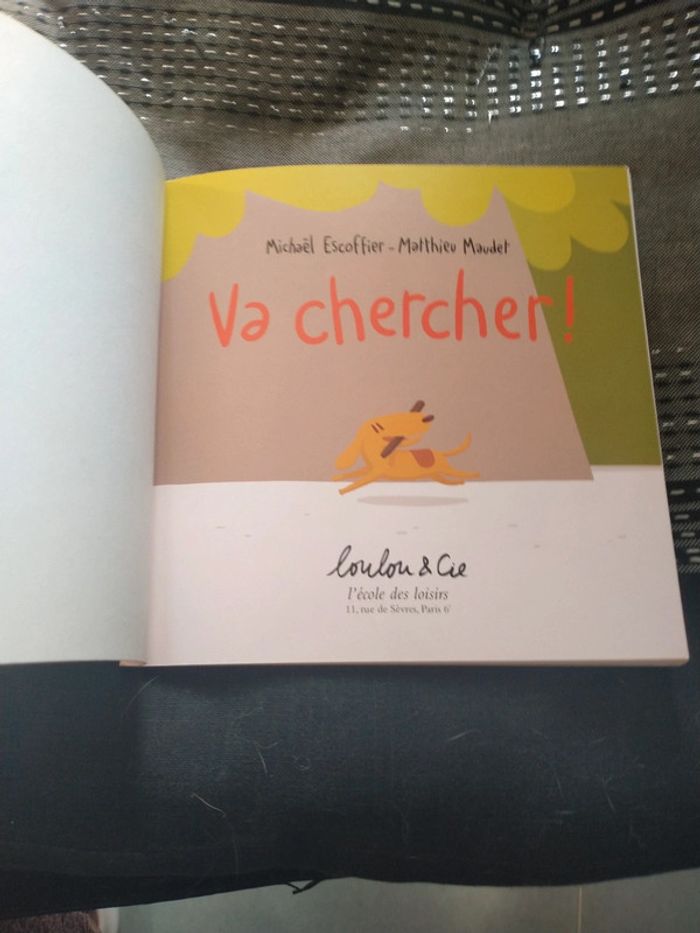 Michaël Escoffier - Matthieu Maudet
Va chercher !
loulou & Cie
l'école des loisirs
11, rue de Sèvres, Paris 6e